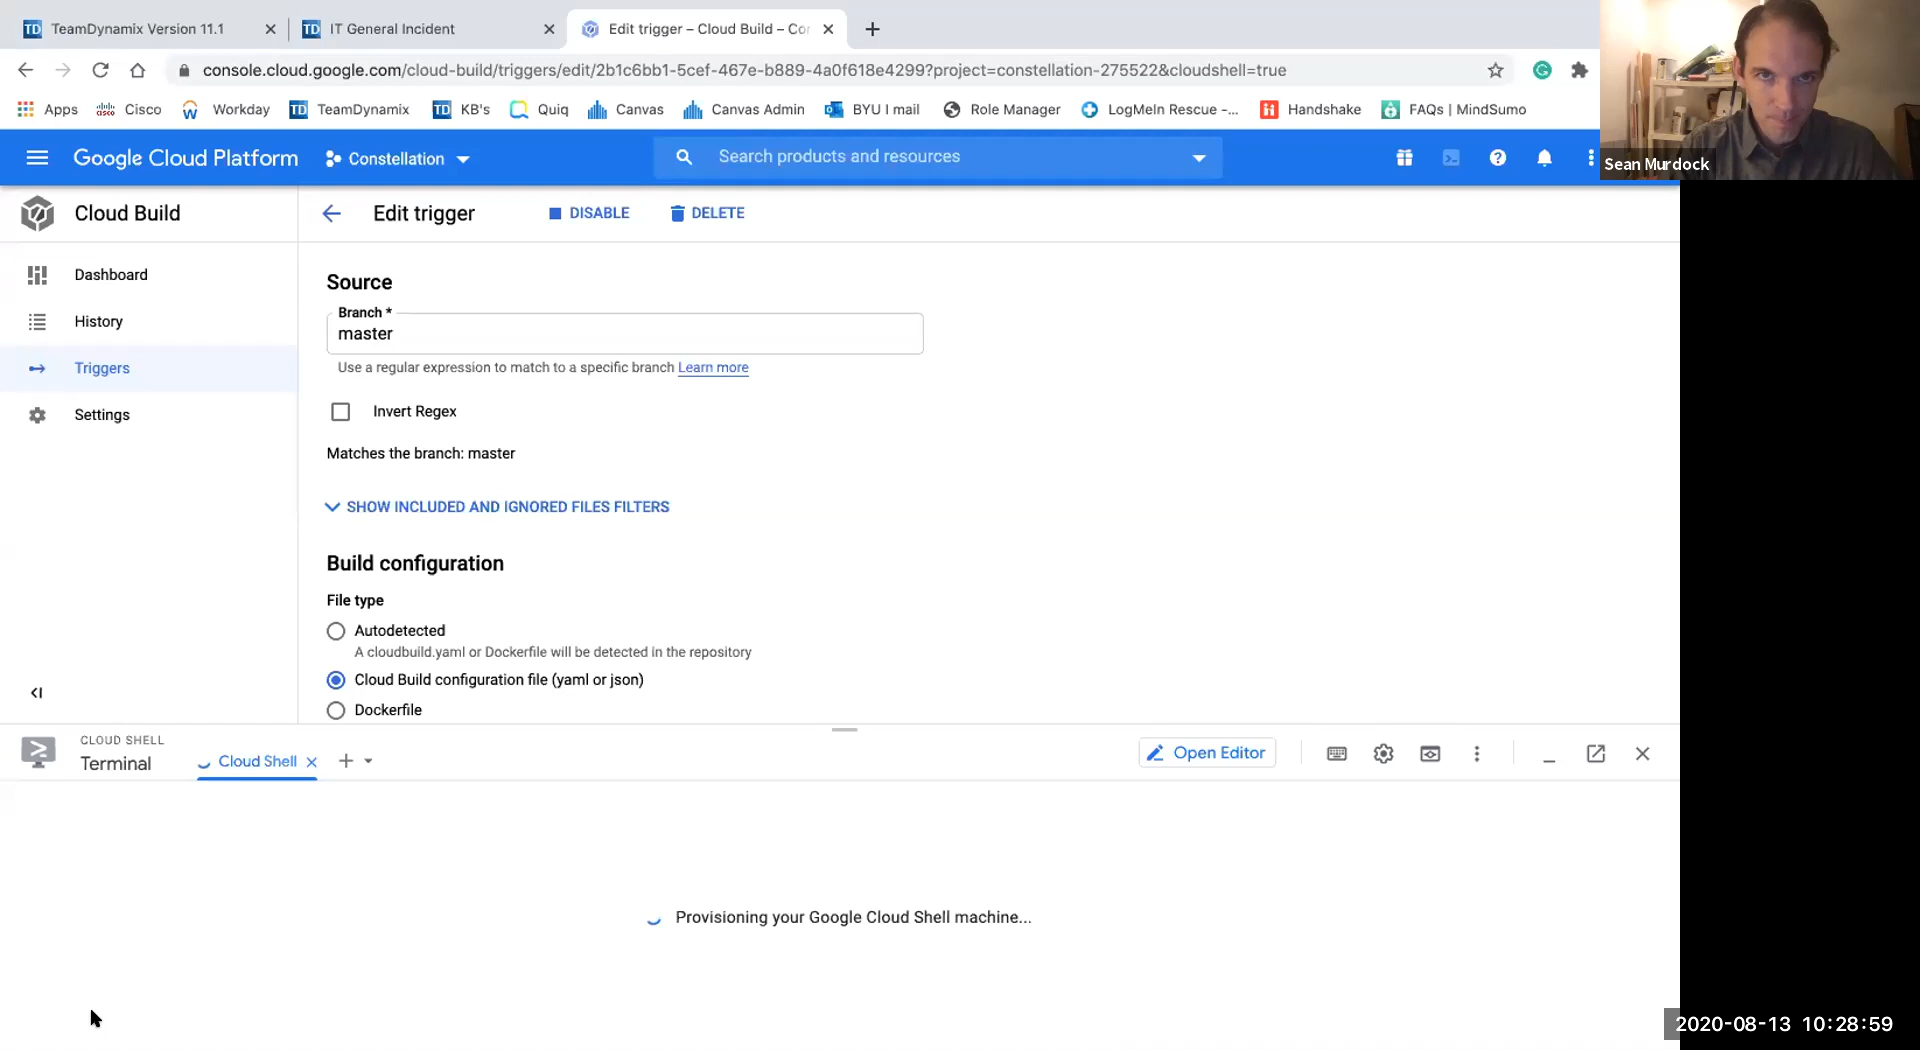 TD TeamDynamix Version 11.1
TD IT General Incident
Edit trigger – Cloud Build – Co
console.cloud.google.com/cloud-build/triggers/edit/2b1c6bb1-5cef-467e-b889-4a0f618e4299?project=constellation-275522&cloudshell=true
Apps
Cisco
Workday
TD TeamDynamix
TD KB's
Quiq
Canvas
Canvas Admin
BYU I mail
Role Manager
LogMeIn Rescue -...
Handshake
FAQs | MindSumo
Google Cloud Platform
Constellation
Search products and resources
Sean Murdock
Cloud Build
Edit trigger
DISABLE
DELETE
Dashboard
History
Triggers
Settings
Source
Branch *
master
Use a regular expression to match to a specific branch Learn more
Invert Regex
Matches the branch: master
SHOW INCLUDED AND IGNORED FILES FILTERS
Build configuration
File type
Autodetected
A cloudbuild.yaml or Dockerfile will be detected in the repository
Cloud Build configuration file (yaml or json)
Dockerfile
CLOUD SHELL
Terminal
Cloud Shell
Open Editor
Provisioning your Google Cloud Shell machine...
2020-08-13 10:28:59